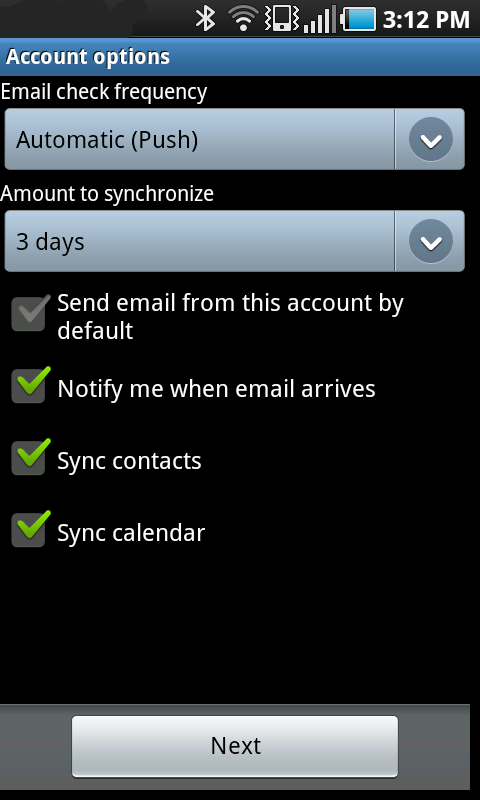 3:12 PM
Account options
Email check frequency
Automatic (Push)
Amount to synchronize
3 days
Send email from this account by
default
Notify me when email arrives
Sync contacts
Sync calendar
Next